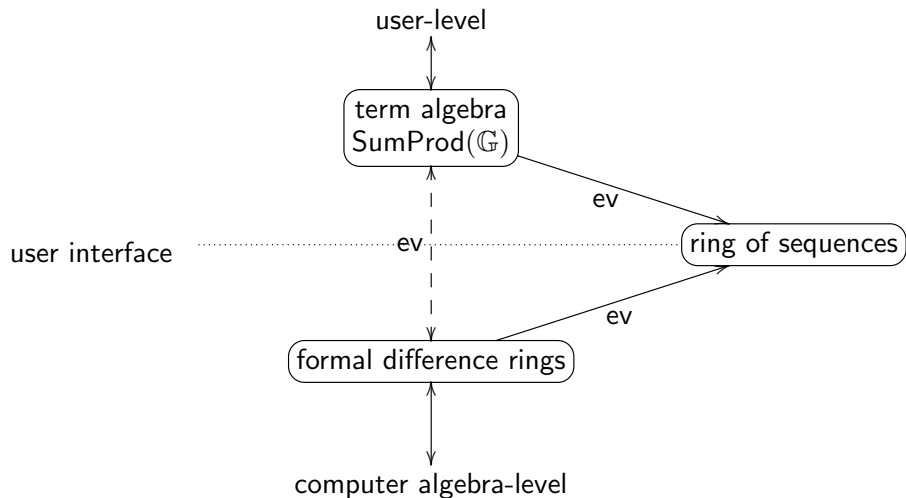 user-level
term algebra
SumProd(𝔾)
ev
ring of sequences
user interface
ev
ev
formal difference rings
computer algebra-level